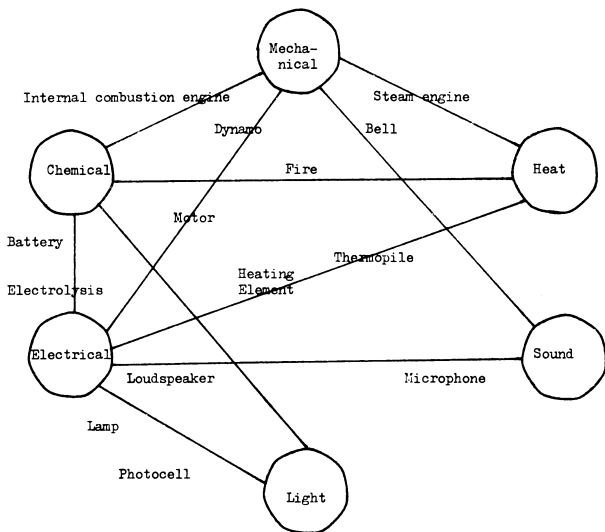 Mecha-
nical
Internal combustion engine
Steam engine
Dynamo
Bell
Chemical
Fire
Heat
Motor
Battery
Thermopile
Heating
Element
Electrolysis
Electrical
Sound
Loudspeaker
Microphone
Lamp
Photocell
Light